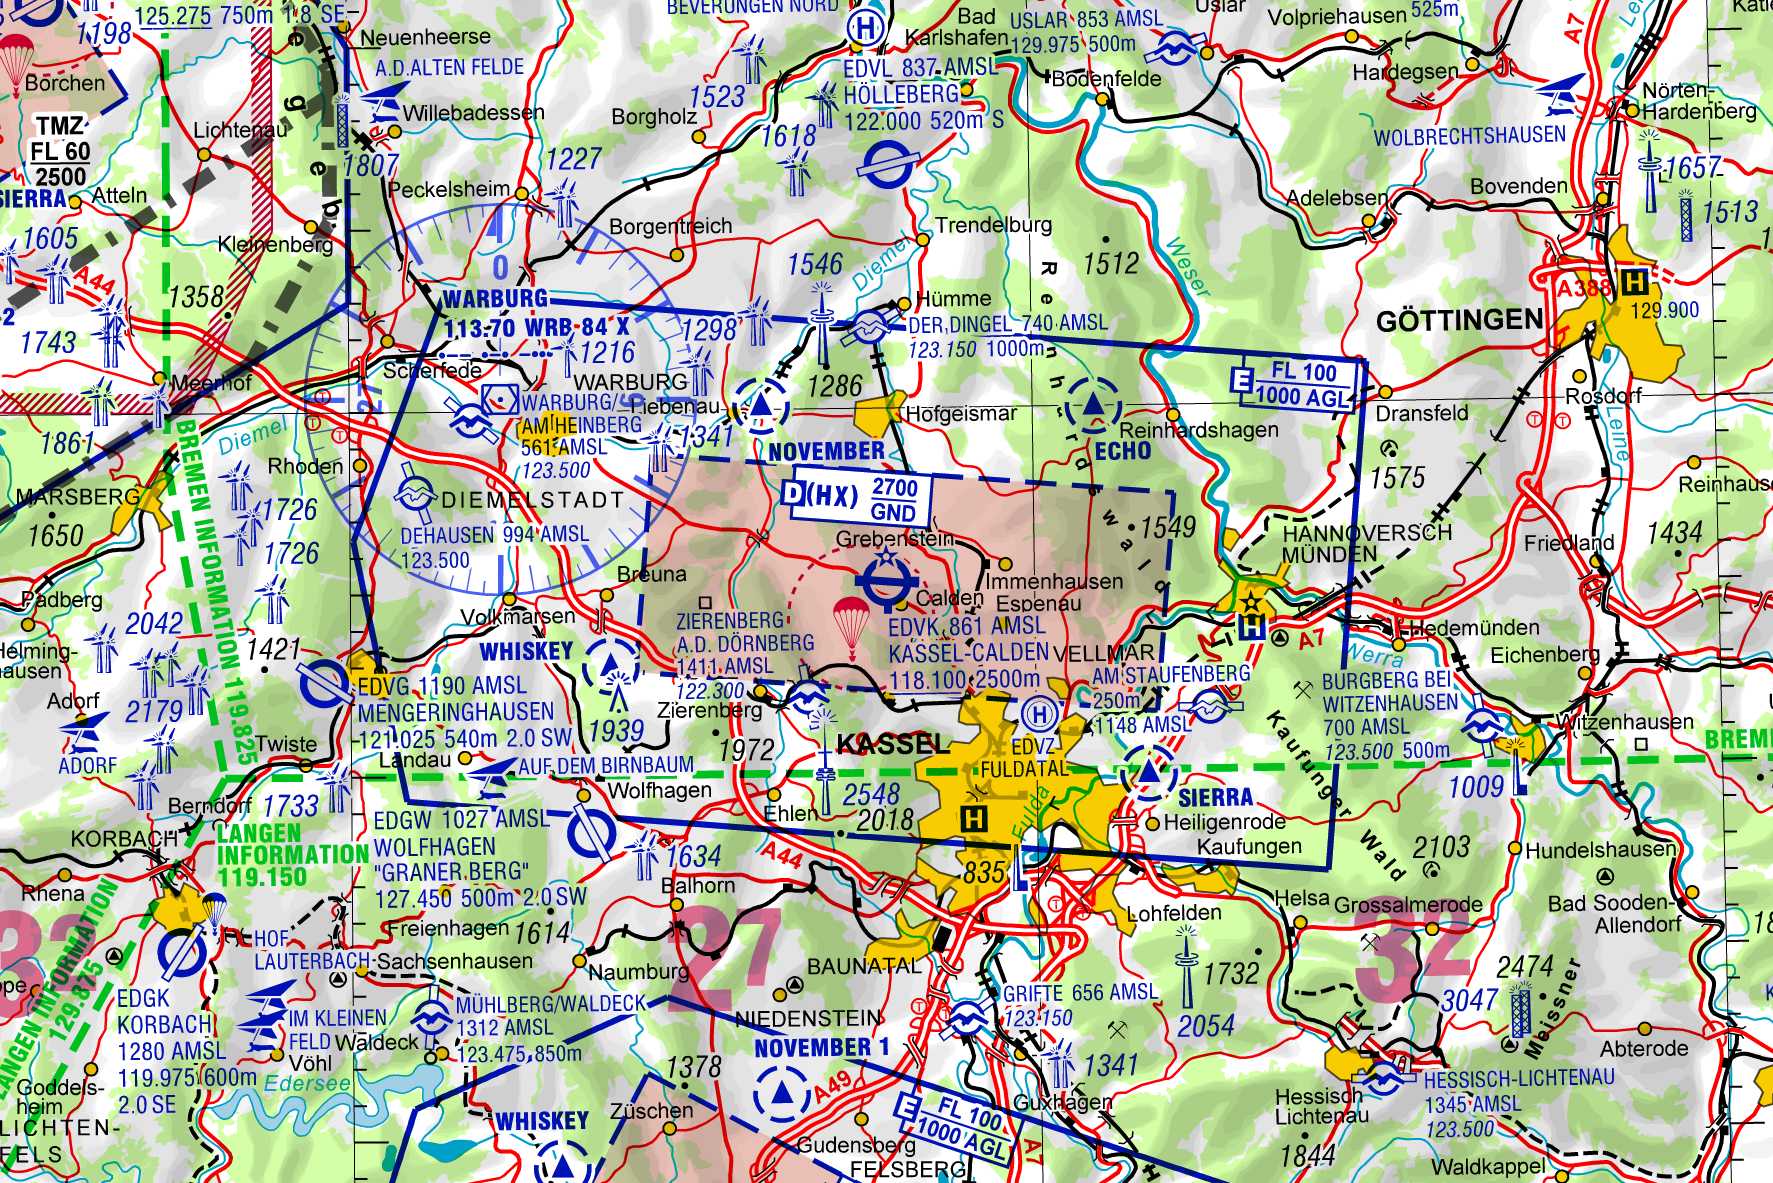 125.275 750m 1.8 SE
1198
Neuenheerse
A.D.ALTEN FELDE
BEVERUNGEN NORD
Bad
Karlshafen
USLAR 853 AMSL
129.975 500m
Uslar
Volpriehausen
525m
A7
Hardegsen
Bodenfelde
Borchen
TMZ
FL 60
2500
SIERRA
Atteln
Lichtenau
Willebadessen
1807
1523
1618
Borgholz
EDVL 837 AMSL
HÖLLEBERG
122.000 520m S
H
Nörten-
Hardenberg
WOLBRECHTSHAUSEN
1657
1513
Bovenden
Adelebsen
1227
Peckelsheim
Borgentreich
Trendelburg
Diemel
1512
Weser
1605
A44
Kleinenberg
1358
1743
Meerhof
1861
WARBURG
113.70 WRB 84 X
0
27
1216
1298
1546
Hümme
DER DINGEL 740 AMSL
123.150 1000m
1286
Scherfede
WARBURG
WARBURG/
AM HEINBERG
561 AMSL
123.500
Liebenau
1341
NOVEMBER
Hofgeismar
ECHO
Reinhardshagen
Reinhardswald
E
FL 100
1000 AGL
GÖTTINGEN
A388
H
129.900
Rosdorf
Dransfeld
Leine
1575
1434
Friedland
Diemel
Rhoden
MARSBERG
1650
BREMEN INFORMATION 119.825
1726
1726
DIEMELSTADT
DEHAUSEN 994 AMSL
123.500
D (HX)
2700
GND
Grebenstein
1549
HANNOVERSCH
MÜNDEN
Immenhausen
Espenau
Calden
EDVK 861 AMSL
KASSEL-CALDEN
118.100 2500m
VELLMAR
Breuna
Volkmarsen
ZIERENBERG
A.D. DÖRNBERG
1411 AMSL
122.300
Zierenberg
WHISKEY
1939
1972
Padberg
2042
1421
2179
Adorf
ADORF
Twiste
EDVG 1190 AMSL
MENGERINGHAUSEN
121.025 540m 2.0 SW
Landau
AUF DEM BIRNBAUM
Wolfhagen
Ehlen
KASSEL
2548
2018
H
EDVZ
FULDATAL
Fulda
H
835
AM STAUFENBERG
250m
1148 AMSL
SIERRA
Heiligenrode
Kaufungen
Kaufunger Wald
H
A7
Hedemünden
Werra
Eichenberg
BURGBERG BEI
WITZENHAUSEN
700 AMSL
123.500 500m
Witzenhausen
1009
2103
Hundelshausen
Bad Sooden-
Allendorf
Berndorf
1733
KORBACH
Rhena
LANGEN
INFORMATION
119.150
LANGEN INFORMATION
129.875
EDGW 1027 AMSL
WOLFHAGEN
"GRANER BERG"
127.450 500m 2.0 SW
1634
Balhorn
A44
Freienhagen
1614
Naumburg
27
BAUNATAL
Lohfelden
Helsa
Grossalmerode
32
1732
2054
2474
3047
Meissner
Abterode
HOF
LAUTERBACH
Sachsenhausen
EDGK
KORBACH
1280 AMSL
119.975 600m
2.0 SE
IM KLEINEN
FELD
Waldeck
Vöhl
Edersee
Goddels-
heim
LICHTEN-
FELS
MÜHLBERG/WALDECK
1312 AMSL
123.475 850m
NIEDENSTEIN
NOVEMBER 1
1378
WHISKEY
Züschen
A49
Gudensberg
FELSBERG
E
FL 100
1000 AGL
A7
GRIFTE 656 AMSL
123.150
1341
Guxhagen
Hessisch
Lichtenau
1844
HESSISCH-LICHTENAU
1345 AMSL
123.500
Waldkappel